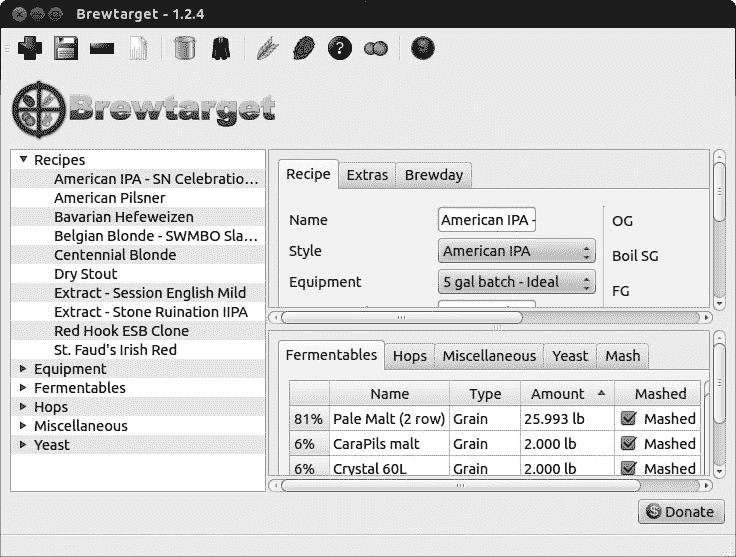 Brewtarget - 1.2.4
Brewtarget
Recipes
American IPA - SN Celebratio...
American Pilsner
Bavarian Hefeweizen
Belgian Blonde - SWMBO Sla...
Centennial Blonde
Dry Stout
Extract - Session English Mild
Extract - Stone Ruination IIPA
Red Hook ESB Clone
St. Faud's Irish Red
Equipment
Fermentables
Hops
Miscellaneous
Yeast
Recipe Extras Brewday
Name American IPA - OG
Style American IPA Boil SG
Equipment 5 gal batch - Ideal FG
Fermentables Hops Miscellaneous Yeast Mash
Name Type Amount Mashed
81% Pale Malt (2 row) Grain 25.993 lb Mashed
6% CaraPils malt Grain 2.000 lb Mashed
6% Crystal 60L Grain 2.000 lb Mashed
$ Donate